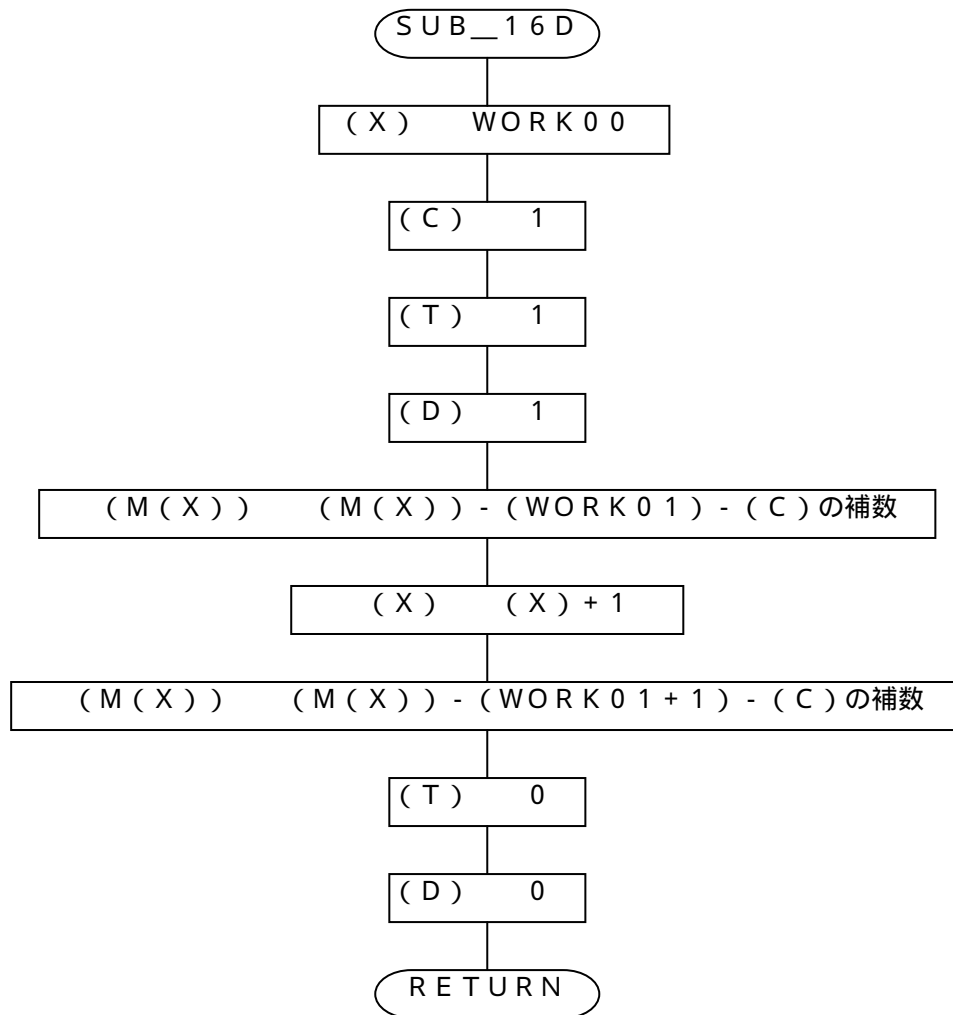 SUB_16D
(X) WORK00
(C) 1
(T) 1
(D) 1
(M(X)) (M(X))-(WORK01)-(C)の補数
(X) (X)+1
(M(X)) (M(X))-(WORK01+1)-(C)の補数
(T) 0
(D) 0
RETURN